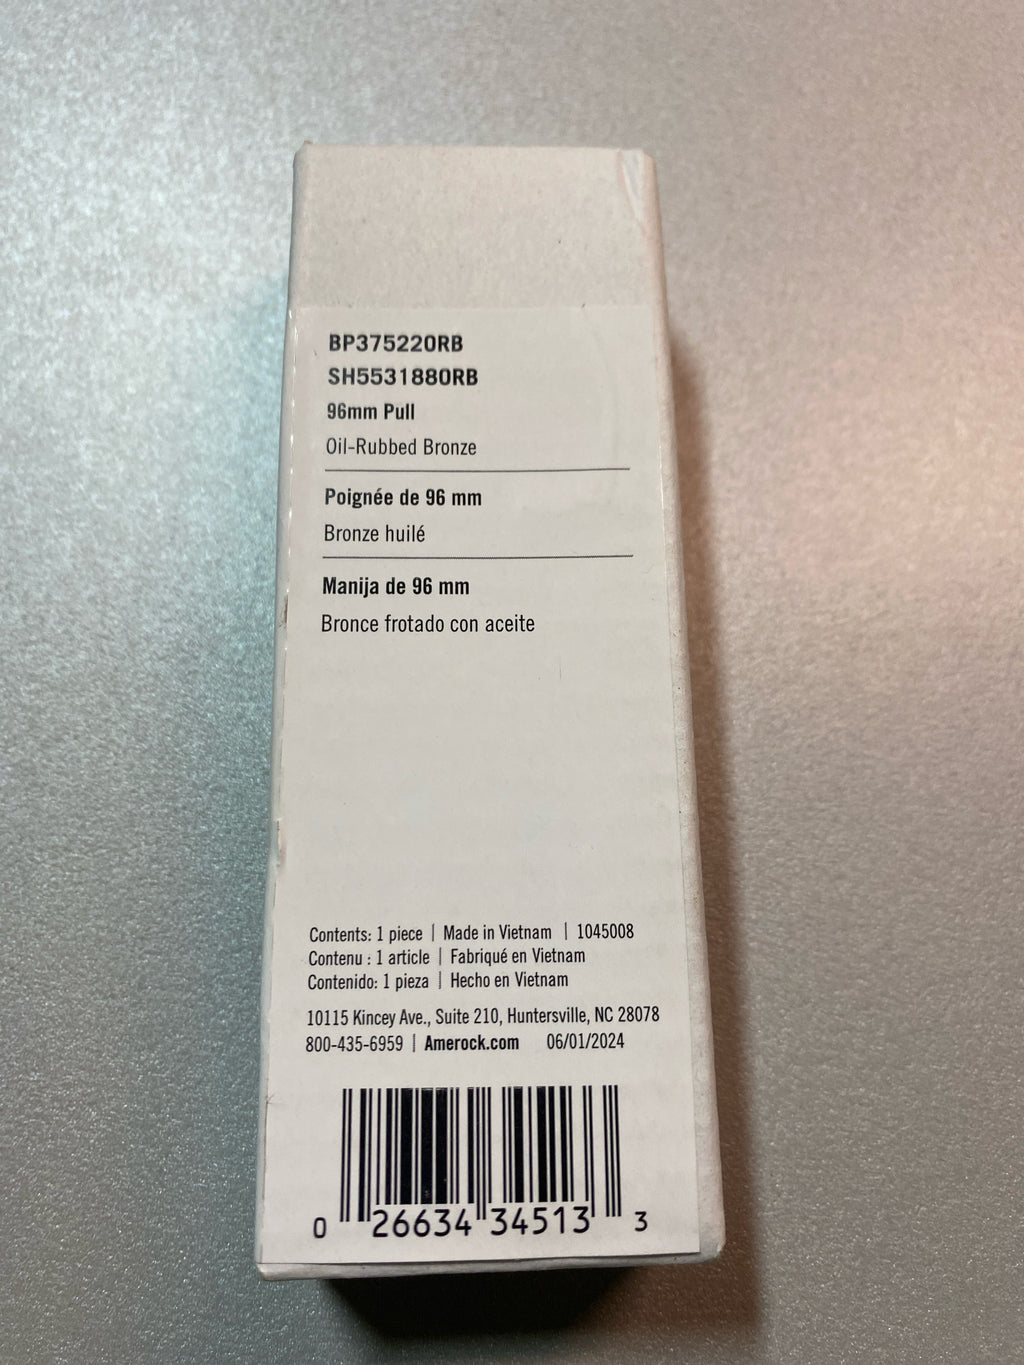 BP37522ORB
SH553188ORB
96mm Pull
Oil-Rubbed Bronze
Poignée de 96 mm
Bronze huilé
Manija de 96 mm
Bronce frotado con aceite
Contents: 1 piece | Made in Vietnam | 1045008
Contenu : 1 article | Fabriqué en Vietnam
Contenido: 1 pieza | Hecho en Vietnam
10115 Kincey Ave., Suite 210, Huntersville, NC 28078
800-435-6959 | Amerock.com 06/01/2024
0 26634 34513 3